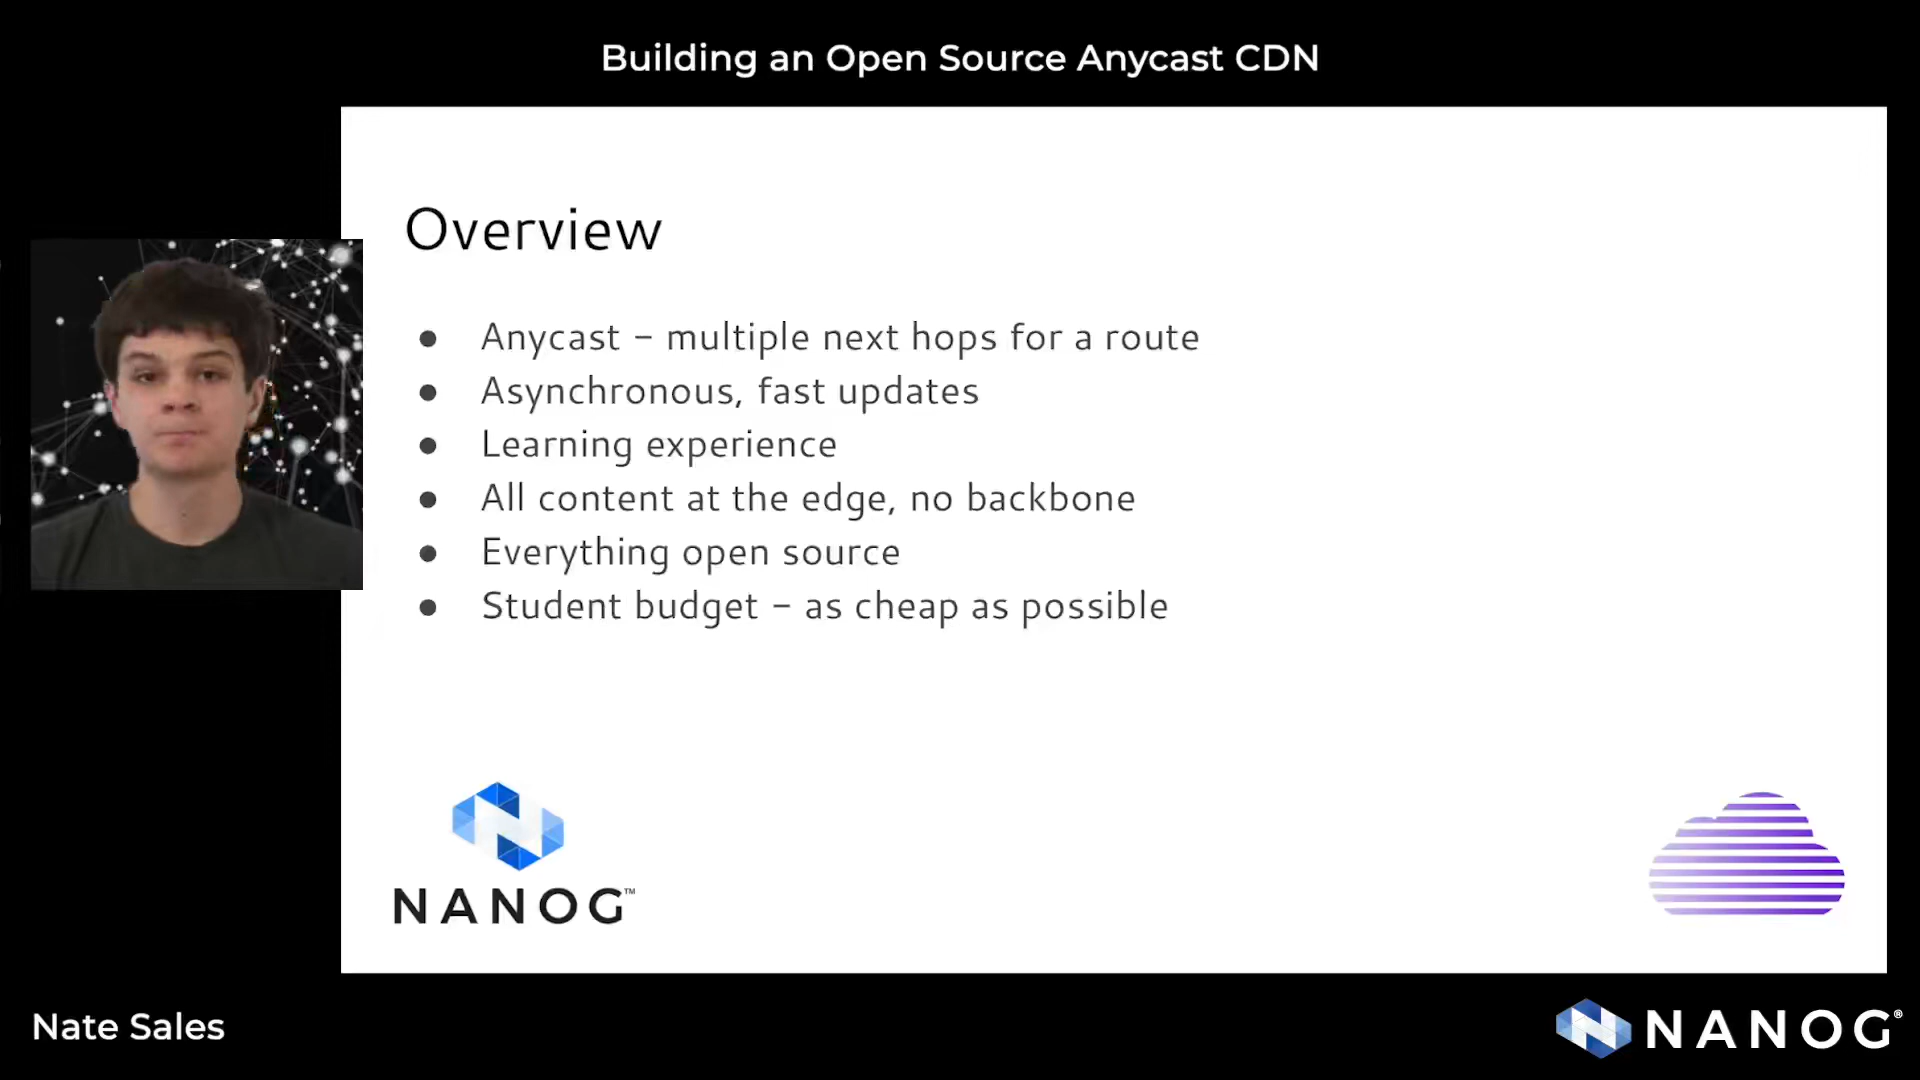 Building an Open Source Anycast CDN
Overview
● Anycast – multiple next hops for a route
● Asynchronous, fast updates
● Learning experience
● All content at the edge, no backbone
● Everything open source
● Student budget – as cheap as possible
NANOG™
Nate Sales
NANOG®